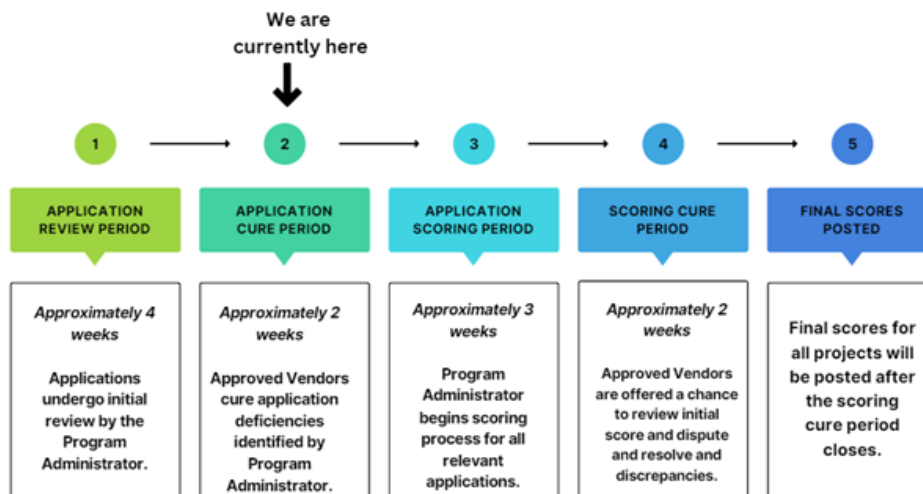 We are
currently here
1
2
3
4
5
APPLICATION
REVIEW PERIOD
APPLICATION
CURE PERIOD
APPLICATION
SCORING PERIOD
SCORING CURE
PERIOD
FINAL SCORES
POSTED
Approximately 4
weeks
Applications
undergo initial
review by the
Program
Administrator.
Approximately 2
weeks
Approved Vendors
cure application
deficiencies
identified by
Program
Administrator.
Approximately 3
weeks
Program
Administrator
begins scoring
process for all
relevant
applications.
Approximately 2
weeks
Approved Vendors
are offered a chance
to review initial
score and dispute
and resolve and
discrepancies.
Final scores for
all projects will
be posted after
the scoring
cure period
closes.